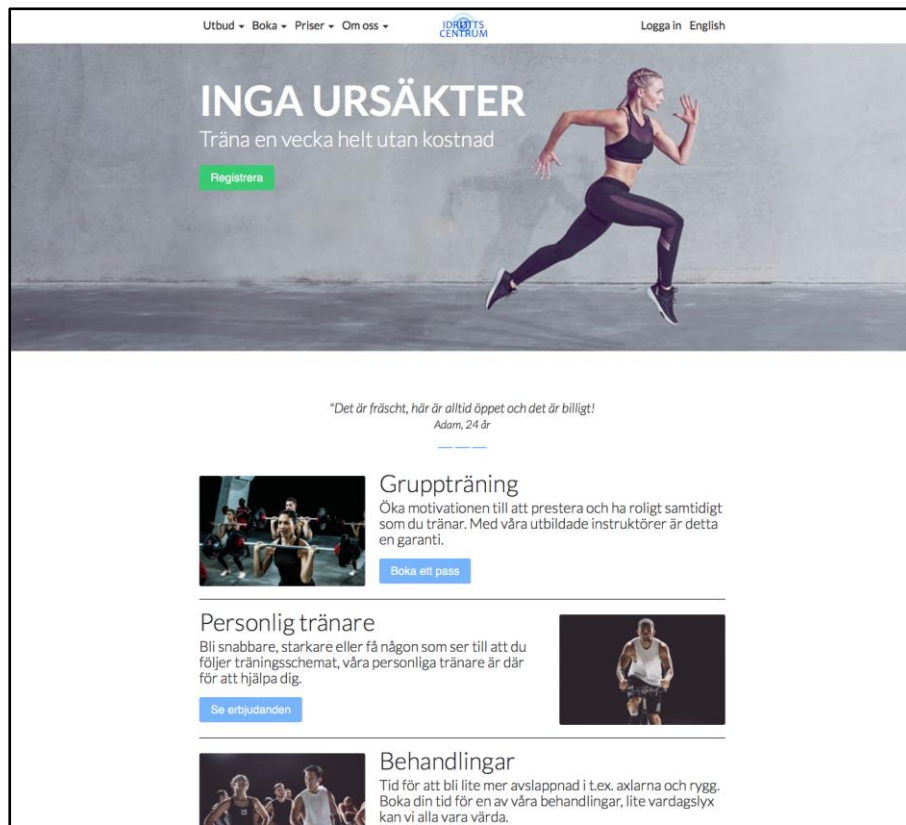 Utbud Boka Priser Om oss
IDROTTS
CENTRUM
Logga in English
INGA URSÄKTER
Träna en vecka helt utan kostnad
Registrera
"Det är fräscht, här är alltid öppet och det är billigt!
Adam, 24 år
Gruppträning
Öka motivationen till att prestera och ha roligt samtidigt
som du tränar. Med våra utbildade instruktörer är detta
en garanti.
Boka ett pass
Personlig tränare
Bli snabbare, starkare eller få någon som ser till att du
följer träningsschemat, våra personliga tränare är där
för att hjälpa dig.
Se erbjudanden
Behandlingar
Tid för att bli lite mer avslappnad i t.ex. axlarna och rygg.
Boka din tid för en av våra behandlingar, lite vardagslyx
kan vi alla vara värda.